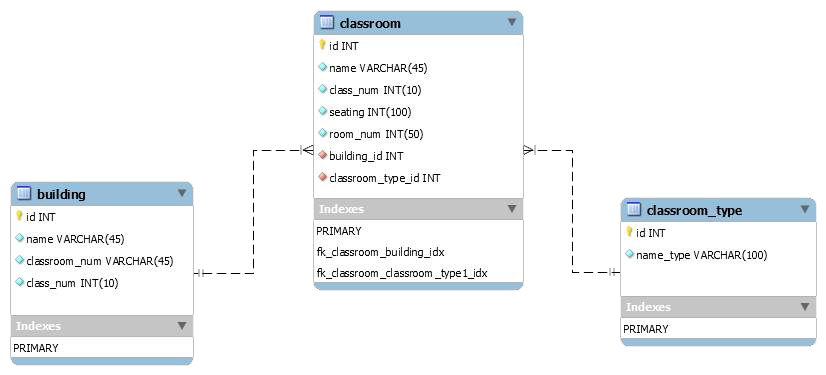 classroom
id INT
name VARCHAR(45)
class_num INT(10)
seating INT(100)
room_num INT(50)
building_id INT
classroom_type_id INT
Indexes
PRIMARY
fk_classroom_building_idx
fk_classroom_classroom_type1_idx
building
id INT
name VARCHAR(45)
classroom_num VARCHAR(45)
class_num INT(10)
Indexes
PRIMARY
classroom_type
id INT
name_type VARCHAR(100)
Indexes
PRIMARY